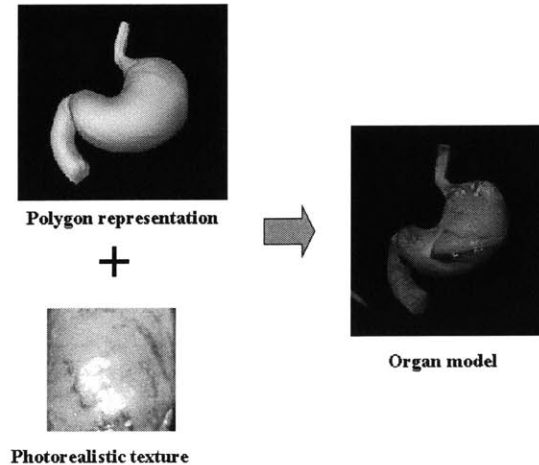 Polygon representation
+
Photorealistic texture
Organ model